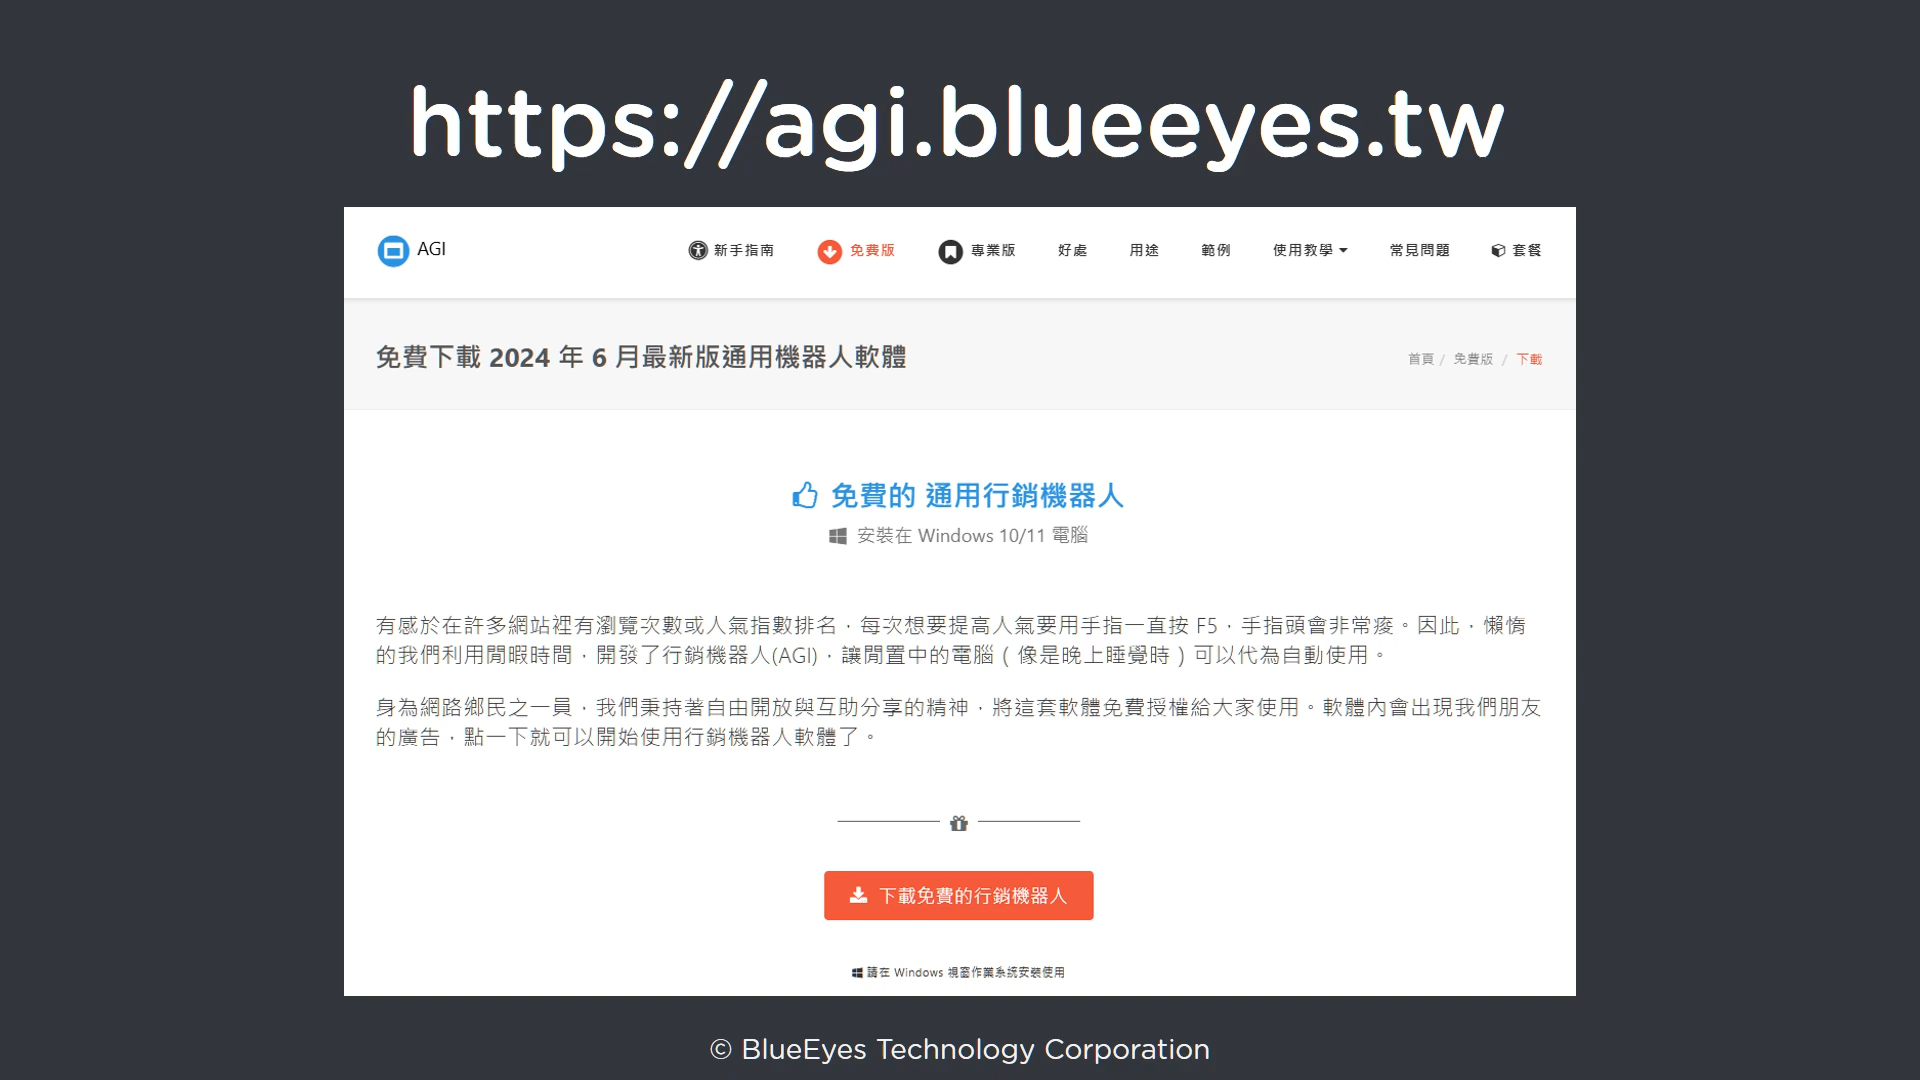 https://agi.blueeyes.tw
AGI 新手指南 免費版 專業版 好處 用途 範例 使用教學 常見問題 套餐
免費下載 2024 年 6 月最新版通用機器人軟體 首頁 / 免費版 / 下載
免費的 通用行銷機器人
安裝在 Windows 10/11 電腦
有感於在許多網站裡有瀏覽次數或人氣指數排名，每次想要提高人氣要用手指一直按 F5，手指頭會非常痠。因此，懶惰
的我們利用閒暇時間，開發了行銷機器人(AGI)，讓閒置中的電腦（像是晚上睡覺時）可以代為自動使用。
身為網路鄉民之一員，我們秉持著自由開放與互助分享的精神，將這套軟體免費授權給大家使用。軟體內會出現我們朋友
的廣告，點一下就可以開始使用行銷機器人軟體了。
下載免費的行銷機器人
請在 Windows 視窗作業系統安裝使用
© BlueEyes Technology Corporation